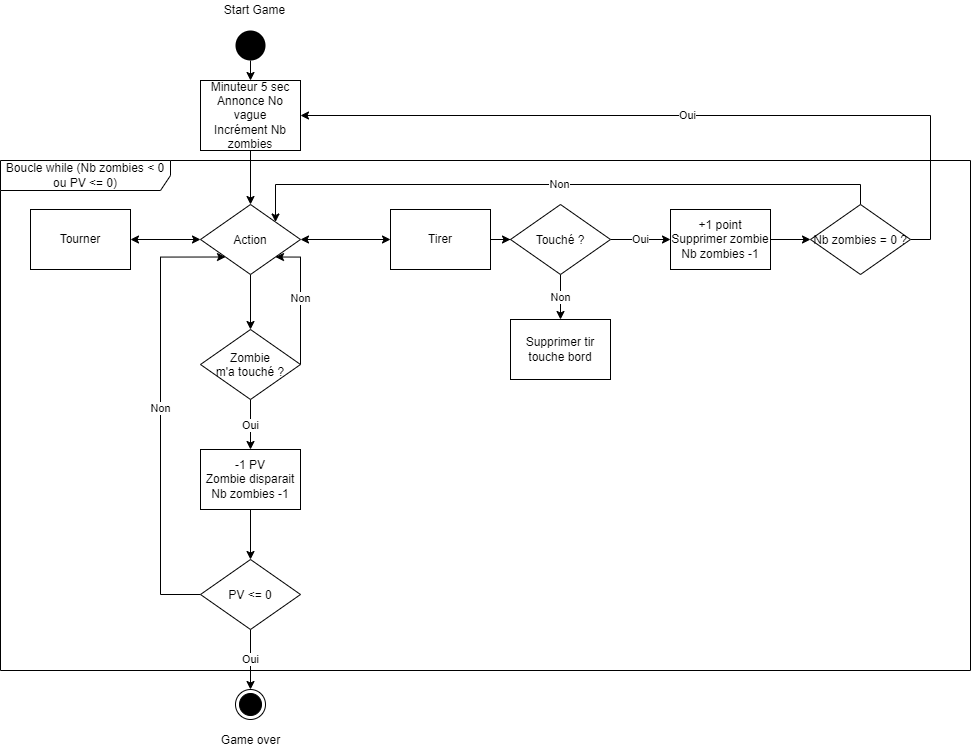 Start Game
Minuteur 5 sec
Annonce No
vague
Incrément Nb
zombies
Oui
Boucle while (Nb zombies < 0
ou PV <= 0)
Non
Tourner
Action
Tirer
Touché ?
Oui
+1 point
Supprimer zombie
Nb zombies -1
Nb zombies = 0 ?
Non
Non
Supprimer tir
touche bord
Zombie
m'a touché ?
Non
Oui
-1 PV
Zombie disparait
Nb zombies -1
PV <= 0
Oui
Game over